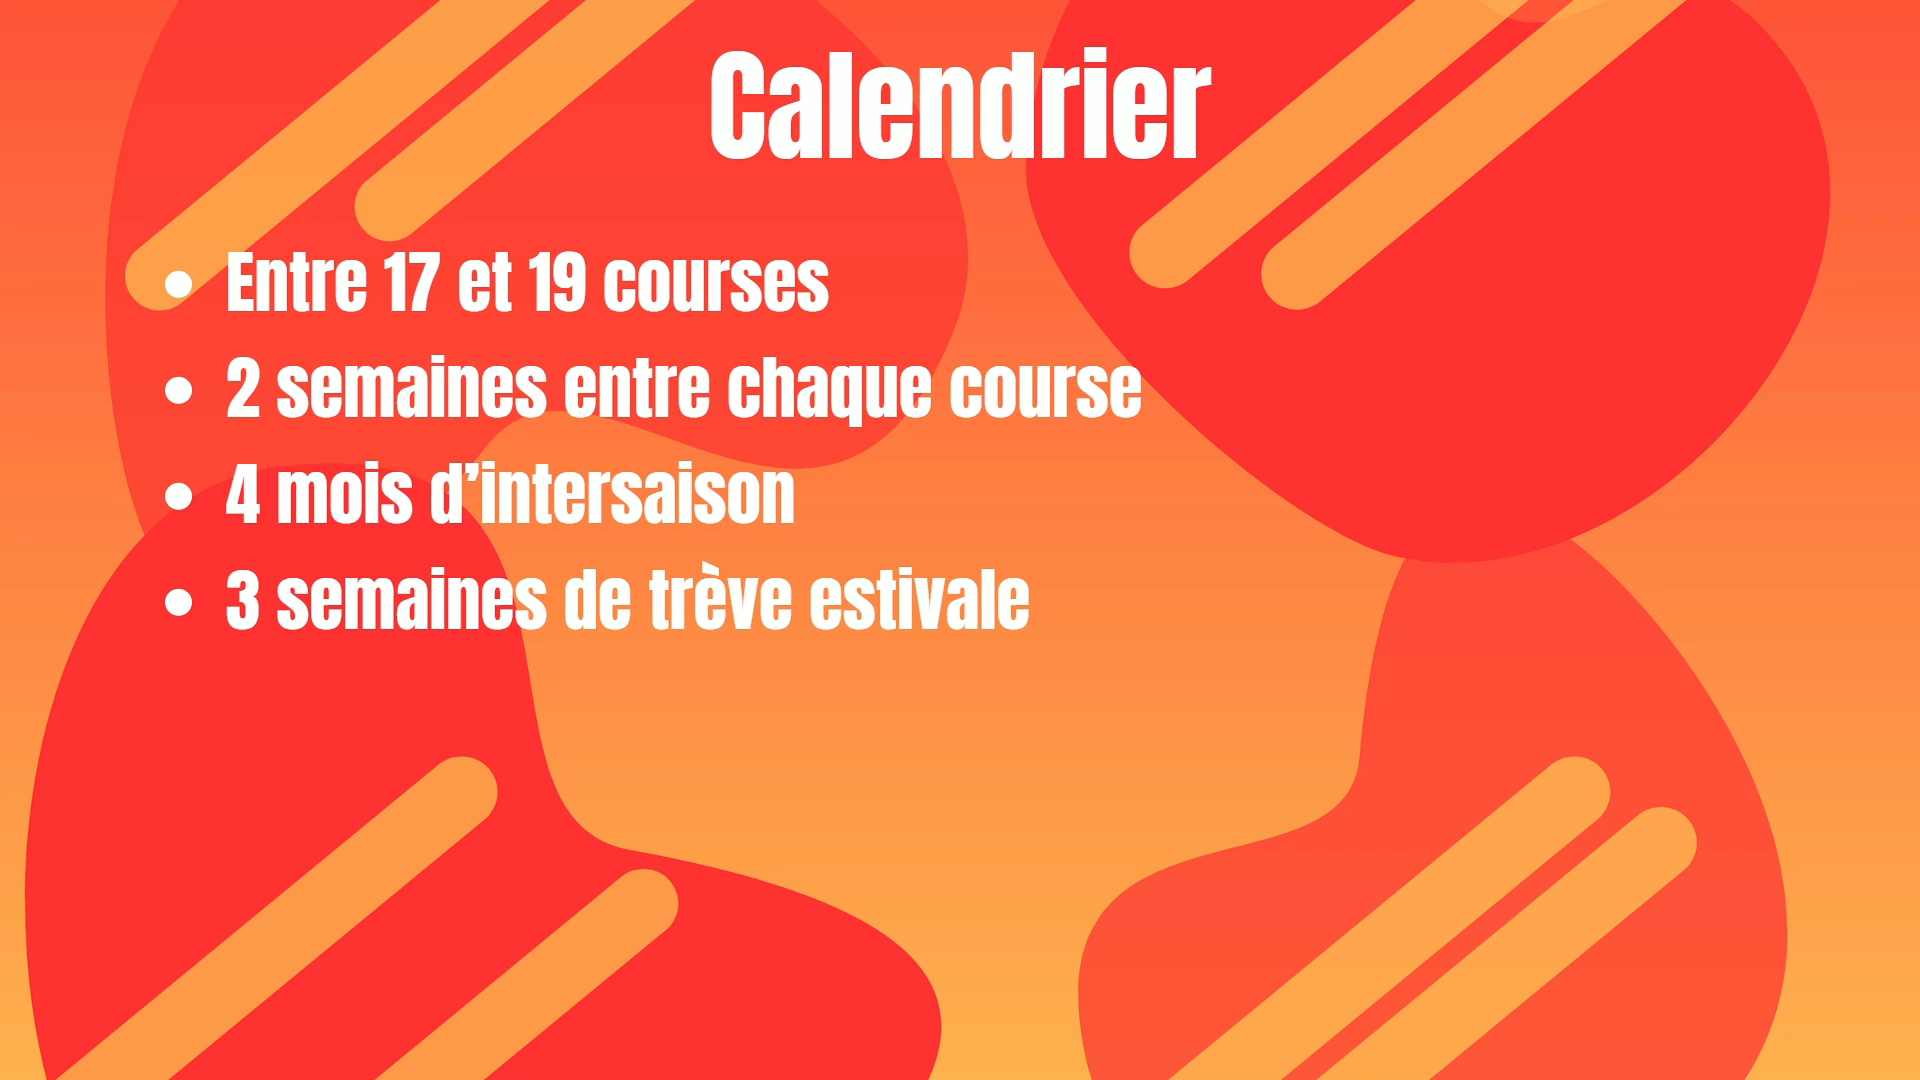 Calendrier
• Entre 17 et 19 courses
• 2 semaines entre chaque course
• 4 mois d’intersaison
• 3 semaines de trève estivale